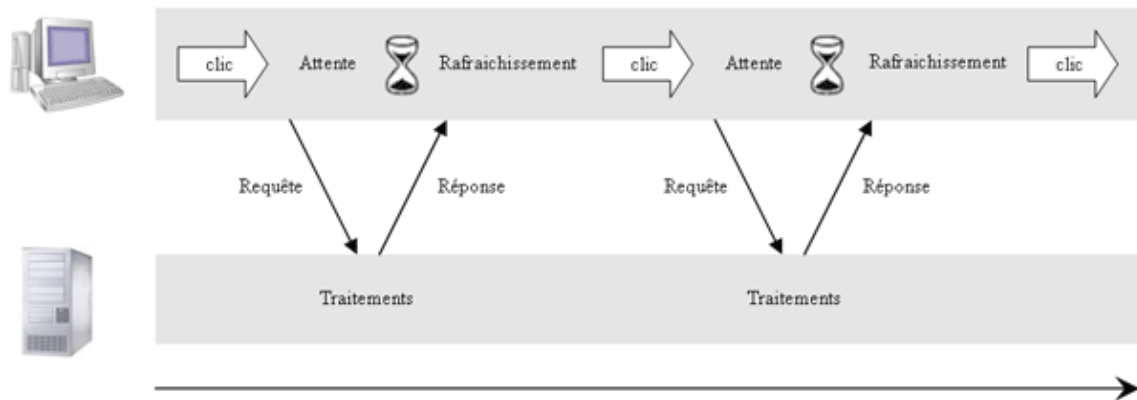 clic Attente Rafraichissement clic Attente Rafraichissement clic
Requête Réponse Requête Réponse
Traitements Traitements